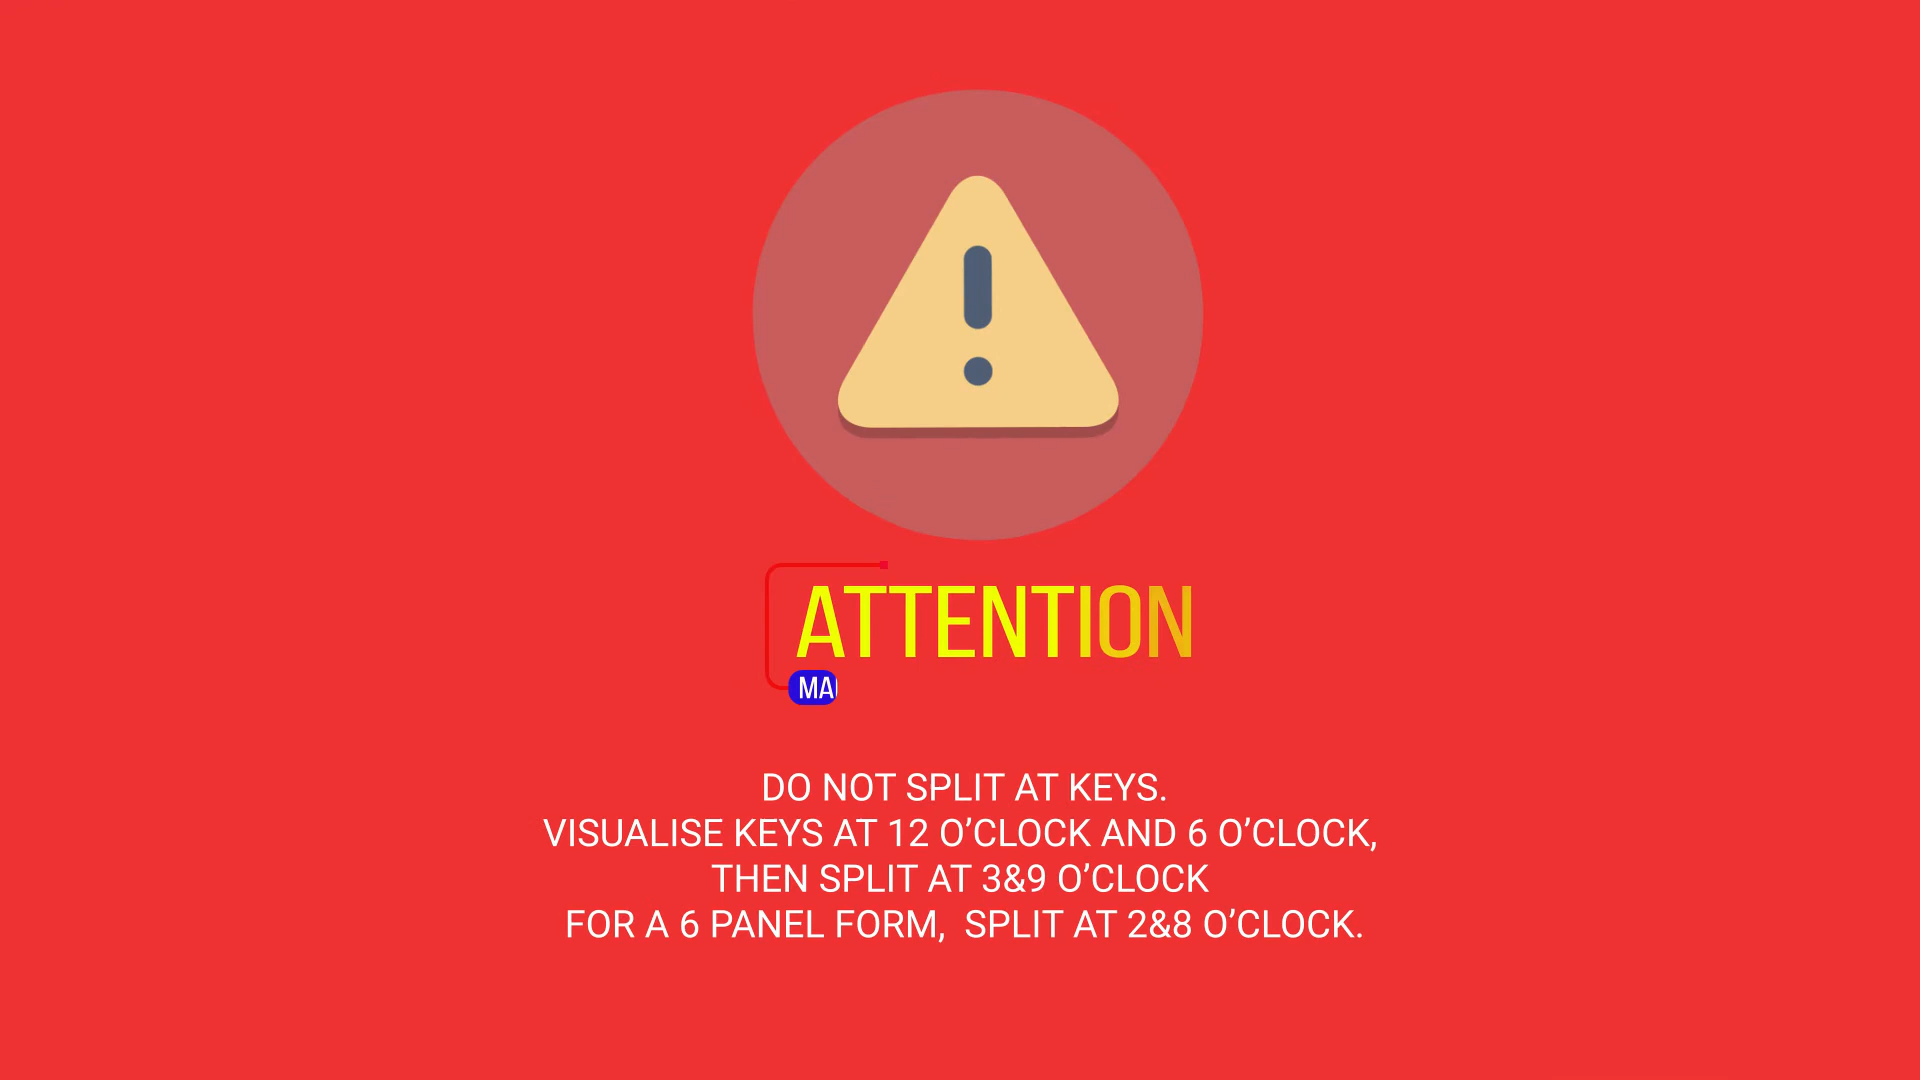 ATTENTION
MA
DO NOT SPLIT AT KEYS.
VISUALISE KEYS AT 12 O’CLOCK AND 6 O’CLOCK,
THEN SPLIT AT 3&9 O’CLOCK
FOR A 6 PANEL FORM, SPLIT AT 2&8 O’CLOCK.